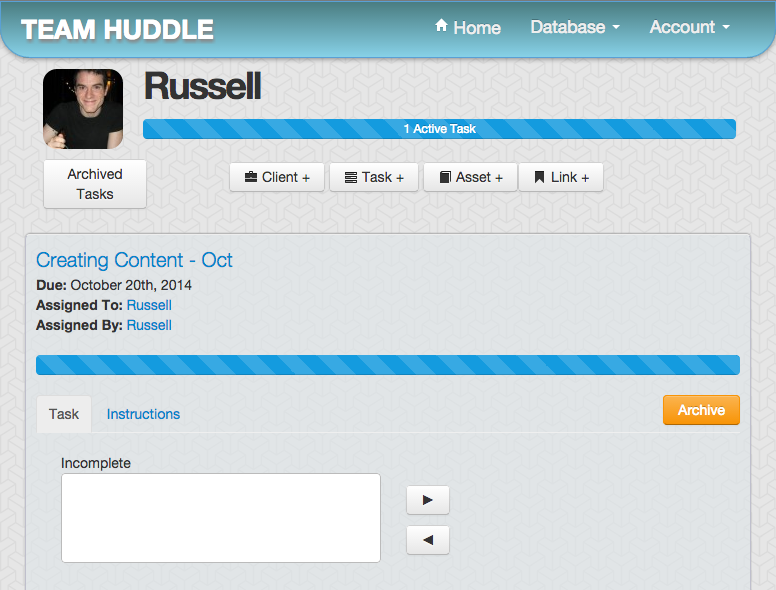 TEAM HUDDLE
Home Database Account
Russell
1 Active Task
Archived
Tasks
Client + Task + Asset + Link +
Creating Content - Oct
Due: October 20th, 2014
Assigned To: Russell
Assigned By: Russell
Task Instructions Archive
Incomplete